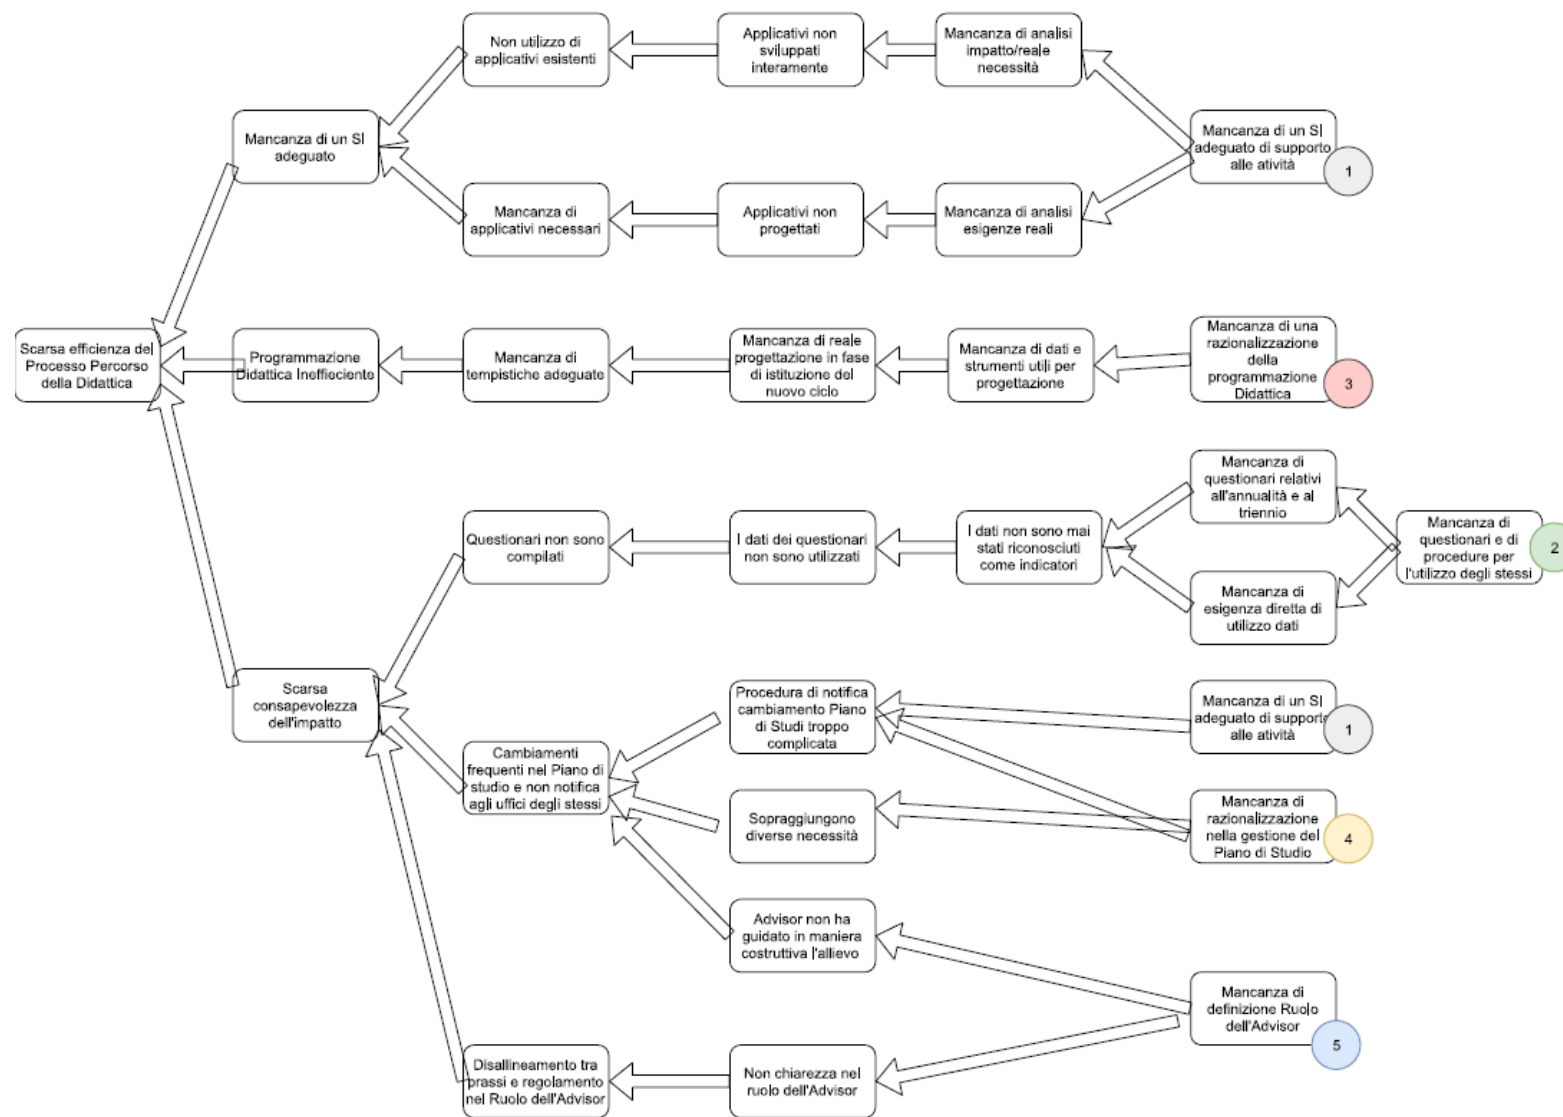 Non utilizzo di
applicativi esistenti
Applicativi non
sviluppati
interamente
Mancanza di analisi
impatto/reale
necessità
Mancanza di un SI
adeguato
Mancanza di un SI
adeguato di supporto
alle atività
1
Mancanza di
applicativi necessari
Applicativi non
progettati
Mancanza di analisi
esigenze reali
Scarsa efficienza del
Processo Percorso
della Didattica
Programmazione
Didattica Ineffieciente
Mancanza di
tempistiche adeguate
Mancanza di reale
progettazione in fase
di istituzione del
nuovo ciclo
Mancanza di dati e
strumenti utili per
progettazione
Mancanza di una
razionalizzazione
della
programmazione
Didattica
3
Questionari non sono
compilati
I dati dei questionari
non sono utilizzati
I dati non sono mai
stati riconosciuti
come indicatori
Mancanza di
questionari relativi
all'annualità e al
triennio
Mancanza di
esigenza diretta di
utilizzo dati
Mancanza di
questionari e di
procedure per
l'utilizzo degli stessi
2
Scarsa
consapevolezza
dell'impatto
Cambiamenti
frequenti nel Piano di
studio e non notifica
agli uffici degli stessi
Procedura di notifica
cambiamento Piano
di Studi troppo
complicata
Mancanza di un SI
adeguato di supporto
alle atività
1
Sopraggiungono
diverse necessità
Mancanza di
razionalizzazione
nella gestione del
Piano di Studio
4
Advisor non ha
guidato in maniera
costruttiva l'allievo
Mancanza di
definizione Ruolo
dell'Advisor
5
Disallineamento tra
prassi e regolamento
nel Ruolo dell'Advisor
Non chiarezza nel
ruolo dell'Advisor